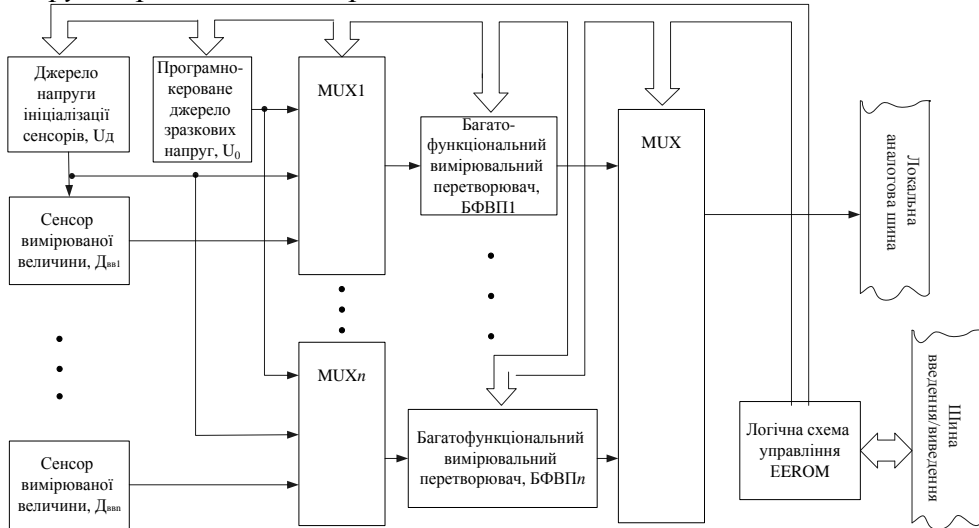 Джерело
напруги
ініціалізації
сенсорів, Uд
Програмно-
кероване
джерело
зразкових
напруг, U0
MUX1
Багато-
функціональний
вимірювальний
перетворювач,
БФВП1
MUX
Локальна
аналогова шина
Сенсор
вимірюваної
величини, Двв1
MUXn
Багатофункціональний
вимірювальний
перетворювач, БФВПn
Логічна схема
управління
EEROM
Шина
введення/виведення
Сенсор
вимірюваної
величини, Ддввn